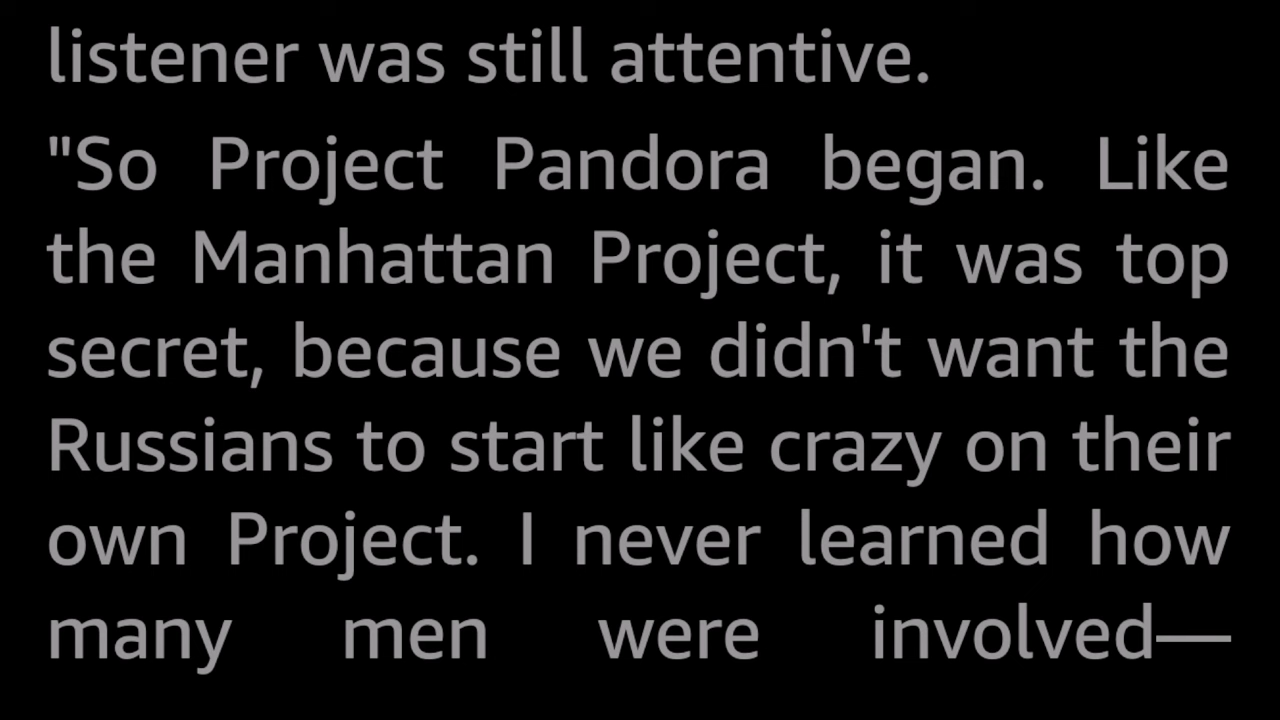 listener was still attentive.
"So Project Pandora began. Like
the Manhattan Project, it was top
secret, because we didn't want the
Russians to start like crazy on their
own Project. I never learned how
many men were involved—